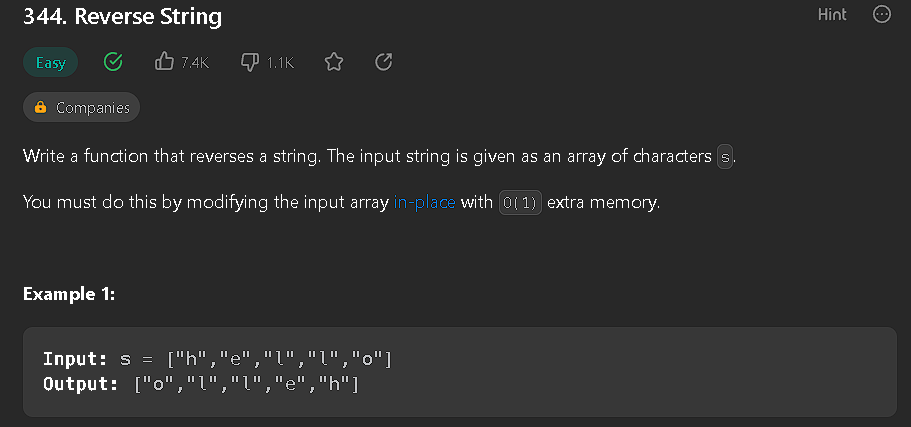 344. Reverse String
Hint
Easy
7.4K
1.1K
Companies
Write a function that reverses a string. The input string is given as an array of characters s.
You must do this by modifying the input array in-place with O(1) extra memory.
Example 1:
Input: s = ["h","e","l","l","o"]
Output: ["o","l","l","e","h"]